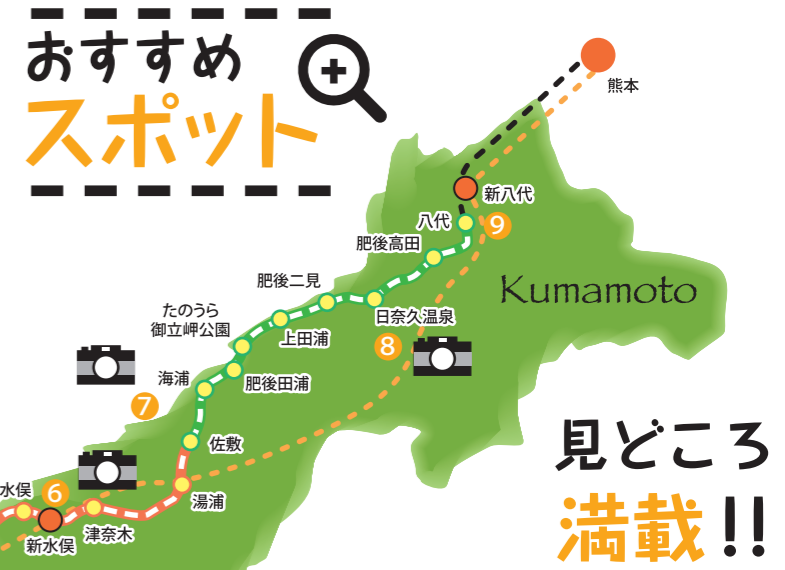 おすすめ
スポット
熊本
新八代
八代
9
肥後高田
肥後二見
Kumamoto
たのうら
御立岬公園
日奈久温泉
上田浦
8
海浦
肥後田浦
7
佐敷
見どころ
満載!!
水俣
6
湯浦
津奈木
新水俣